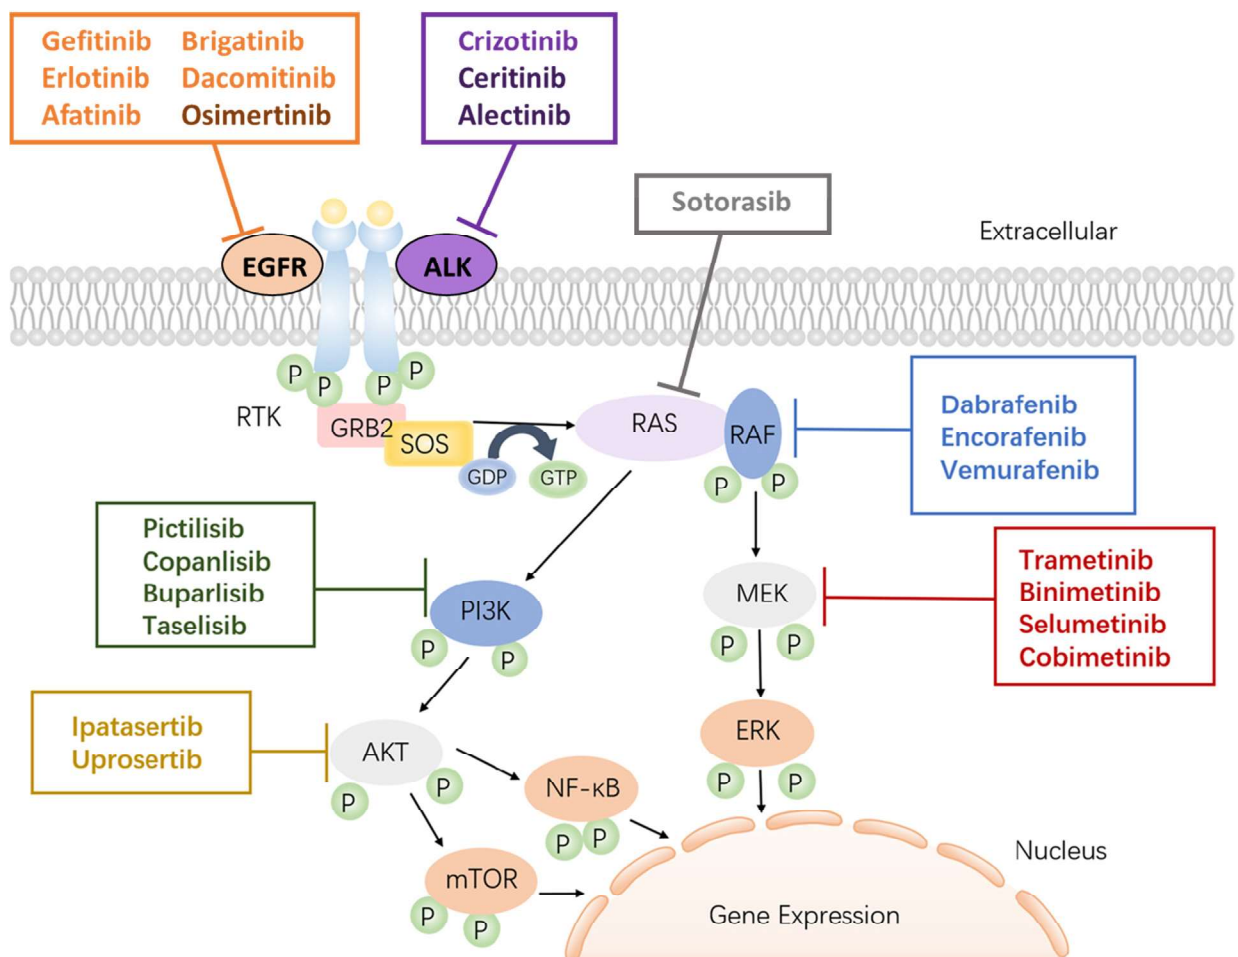 Gefitinib Brigatinib
Erlotinib Dacomitinib
Afatinib Osimertinib
Crizotinib
Ceritinib
Alectinib
Sotorasib
Extracellular
EGFR
ALK
P
P
P
P
RTK
GRB2
SOS
GDP
GTP
RAS
RAF
P
P
Dabrafenib
Encorafenib
Vemurafenib
Pictilisib
Copanlisib
Buparlisib
Taselisib
PI3K
P
P
MEK
P
P
Trametinib
Binimetinib
Selumetinib
Cobimetinib
Ipatasertib
Uprosertib
AKT
P
P
NF-κB
P
P
ERK
P
P
mTOR
P
P
Nucleus
Gene Expression